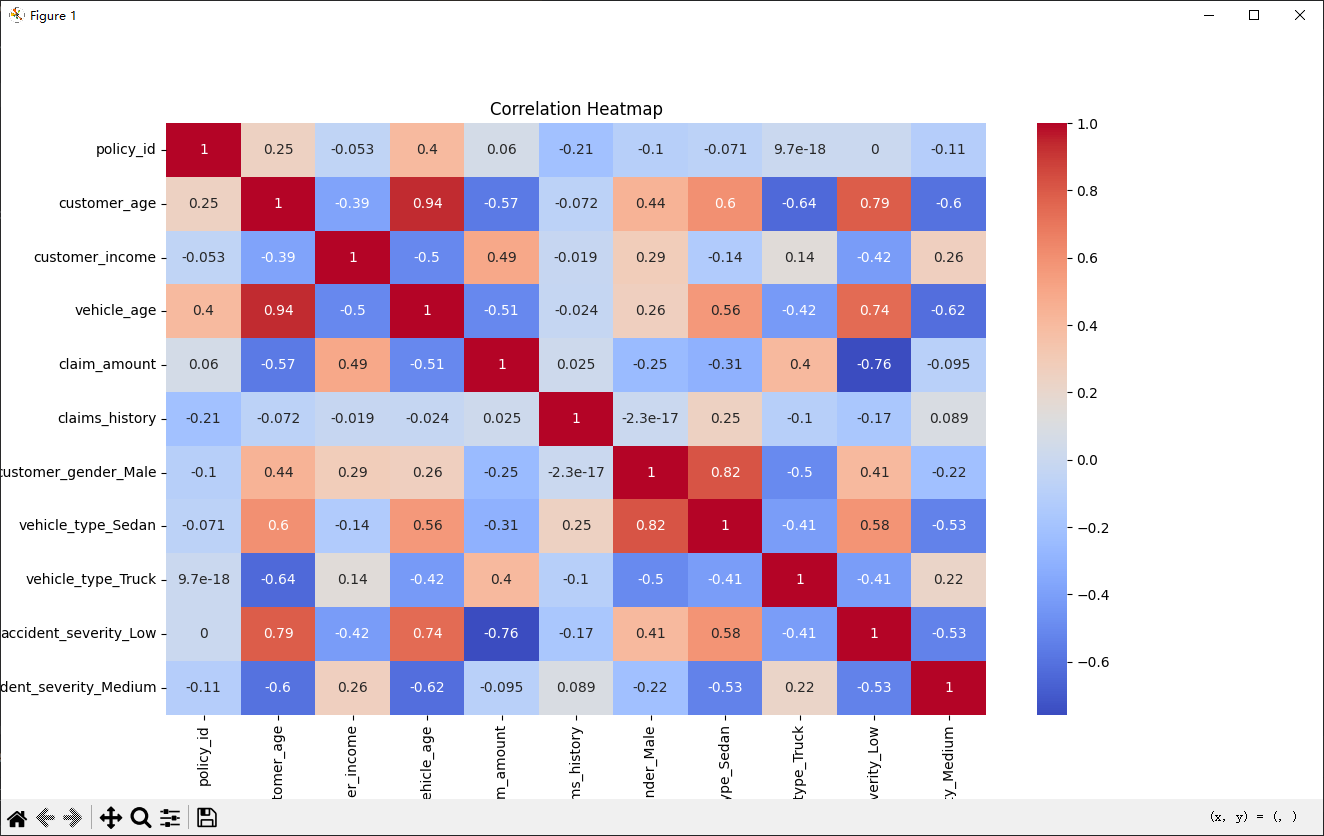 Figure 1
Correlation Heatmap
policy_id 1 0.25 -0.053 0.4 0.06 -0.21 -0.1 -0.071 9.7e-18 0 -0.11
customer_age 0.25 1 -0.39 0.94 -0.57 -0.072 0.44 0.6 -0.64 0.79 -0.6
customer_income -0.053 -0.39 1 -0.5 0.49 -0.019 0.29 -0.14 0.14 -0.42 0.26
vehicle_age 0.4 0.94 -0.5 1 -0.51 -0.024 0.26 0.56 -0.42 0.74 -0.62
claim_amount 0.06 -0.57 0.49 -0.51 1 0.025 -0.25 -0.31 0.4 -0.76 -0.095
claims_history -0.21 -0.072 -0.019 -0.024 0.025 1 -2.3e-17 0.25 -0.1 -0.17 0.089
customer_gender_Male -0.1 0.44 0.29 0.26 -0.25 -2.3e-17 1 0.82 -0.5 0.41 -0.22
vehicle_type_Sedan -0.071 0.6 -0.14 0.56 -0.31 0.25 0.82 1 -0.41 0.58 -0.53
vehicle_type_Truck 9.7e-18 -0.64 0.14 -0.42 0.4 -0.1 -0.5 -0.41 1 -0.41 0.22
accident_severity_Low 0 0.79 -0.42 0.74 -0.76 -0.17 0.41 0.58 -0.41 1 -0.53
dent_severity_Medium -0.11 -0.6 0.26 -0.62 -0.095 0.089 -0.22 -0.53 0.22 -0.53 1
policy_id
tomer_age
er_income
ehicle_age
m_amount
ms_history
nder_Male
ype_Sedan
type_Truck
verity_Low
ty_Medium
1.0
0.8
0.6
0.4
0.2
0.0
-0.2
-0.4
-0.6
(x, y) = (, )